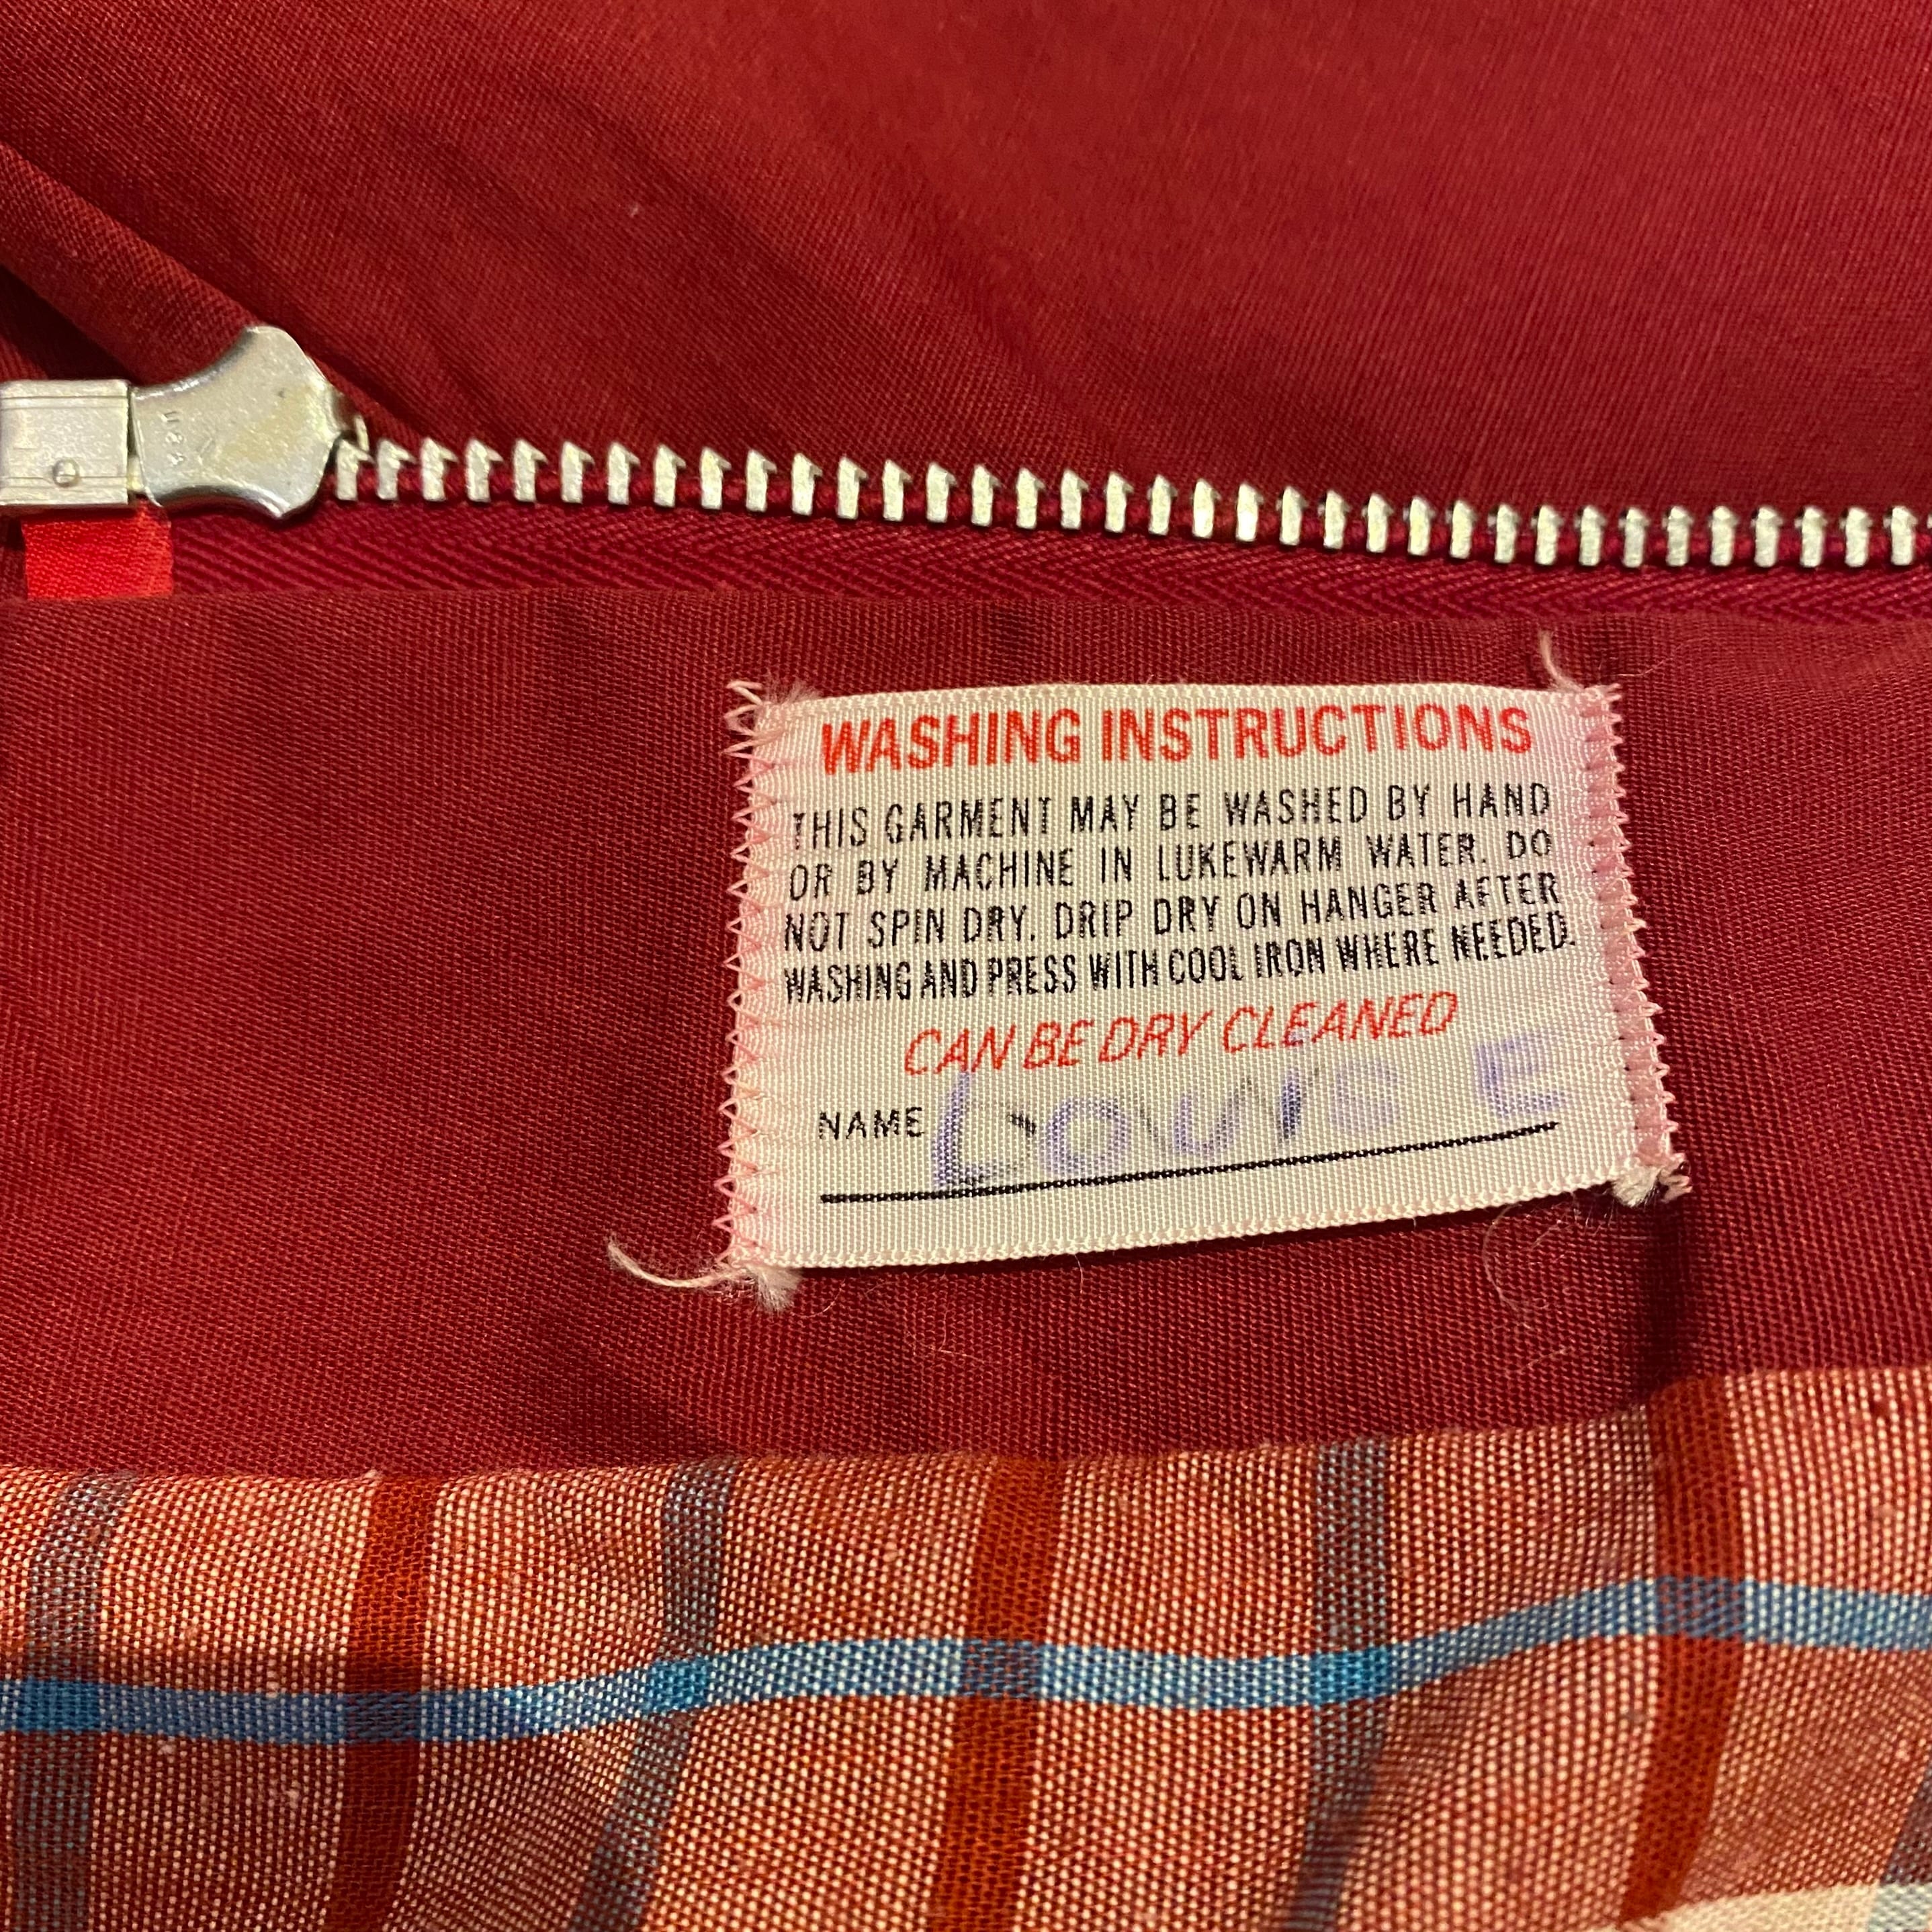 WASHING INSTRUCTIONS
THIS GARMENT MAY BE WASHED BY HAND
OR BY MACHINE IN LUKEWARM WATER. DO
NOT SPIN DRY. DRIP DRY ON HANGER AFTER
WASHING AND PRESS WITH COOL IRON WHERE NEEDED.
CAN BE DRY CLEANED
NAME LOUISE